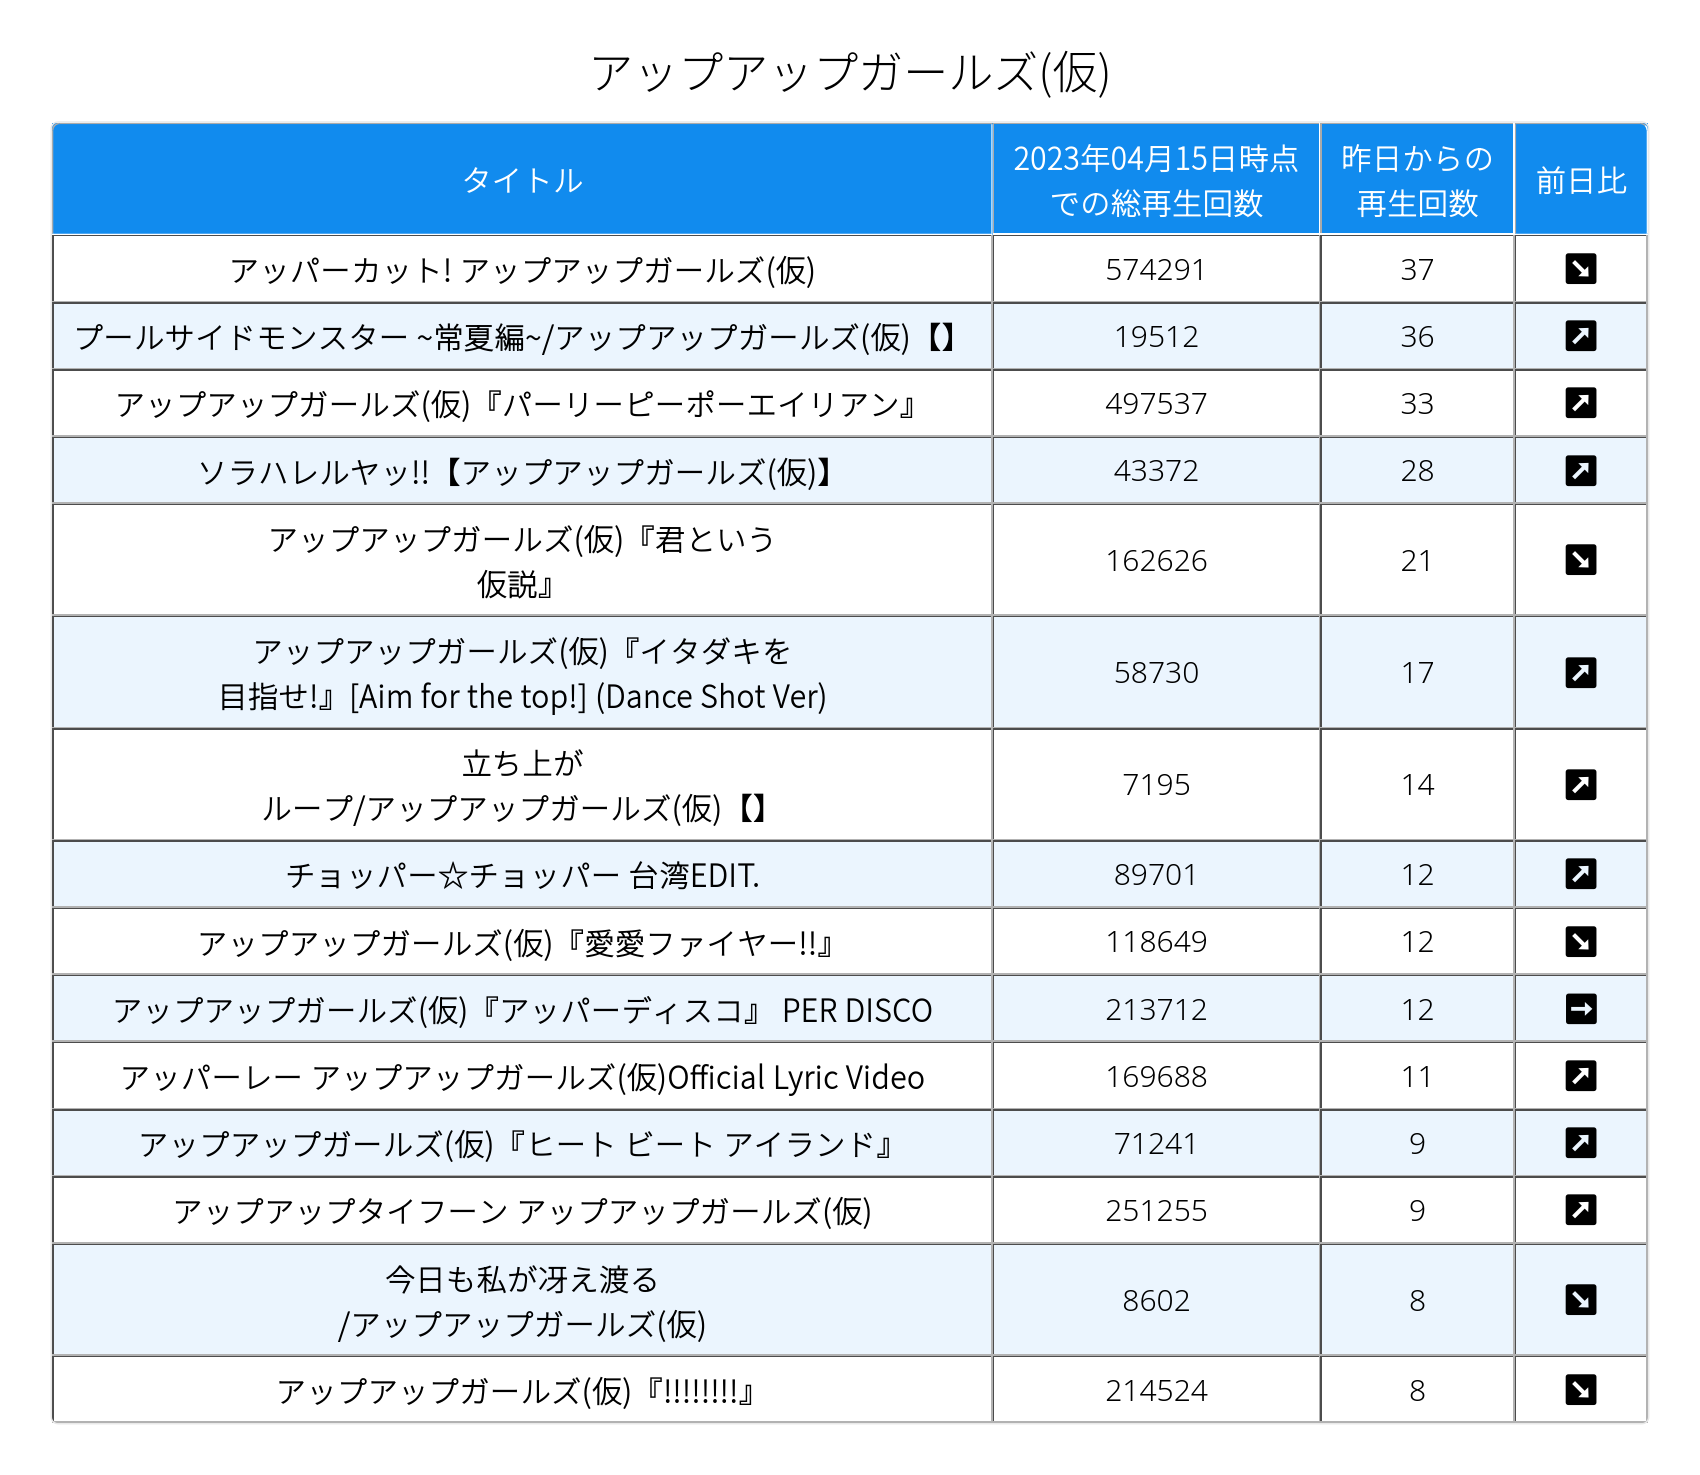 アップアップガールズ(仮)
タイトル
2023年04月15日時点
での総再生回数
昨日からの
再生回数
前日比
アッパーカット! アップアップガールズ(仮) 574291 37
プールサイドモンスター ~常夏編~/アップアップガールズ(仮)【】 19512 36
アップアップガールズ(仮)『パーリーピーポーエイリアン』 497537 33
ソラハレルヤッ!!【アップアップガールズ(仮)】 43372 28
アップアップガールズ(仮)『君という
仮説』 162626 21
アップアップガールズ(仮)『イタダキを
目指せ!』[Aim for the top!] (Dance Shot Ver) 58730 17
立ち上が
ループ/アップアップガールズ(仮)【】 7195 14
チョッパー☆チョッパー 台湾EDIT. 89701 12
アップアップガールズ(仮)『愛愛ファイヤー!!』 118649 12
アップアップガールズ(仮)『アッパーディスコ』 PER DISCO 213712 12
アッパーレー アップアップガールズ(仮)Official Lyric Video 169688 11
アップアップガールズ(仮)『ヒート ビート アイランド』 71241 9
アップアップタイフーン アップアップガールズ(仮) 251255 9
今日も私が冴え渡る
/アップアップガールズ(仮) 8602 8
アップアップガールズ(仮)『!!!!!!!!』 214524 8